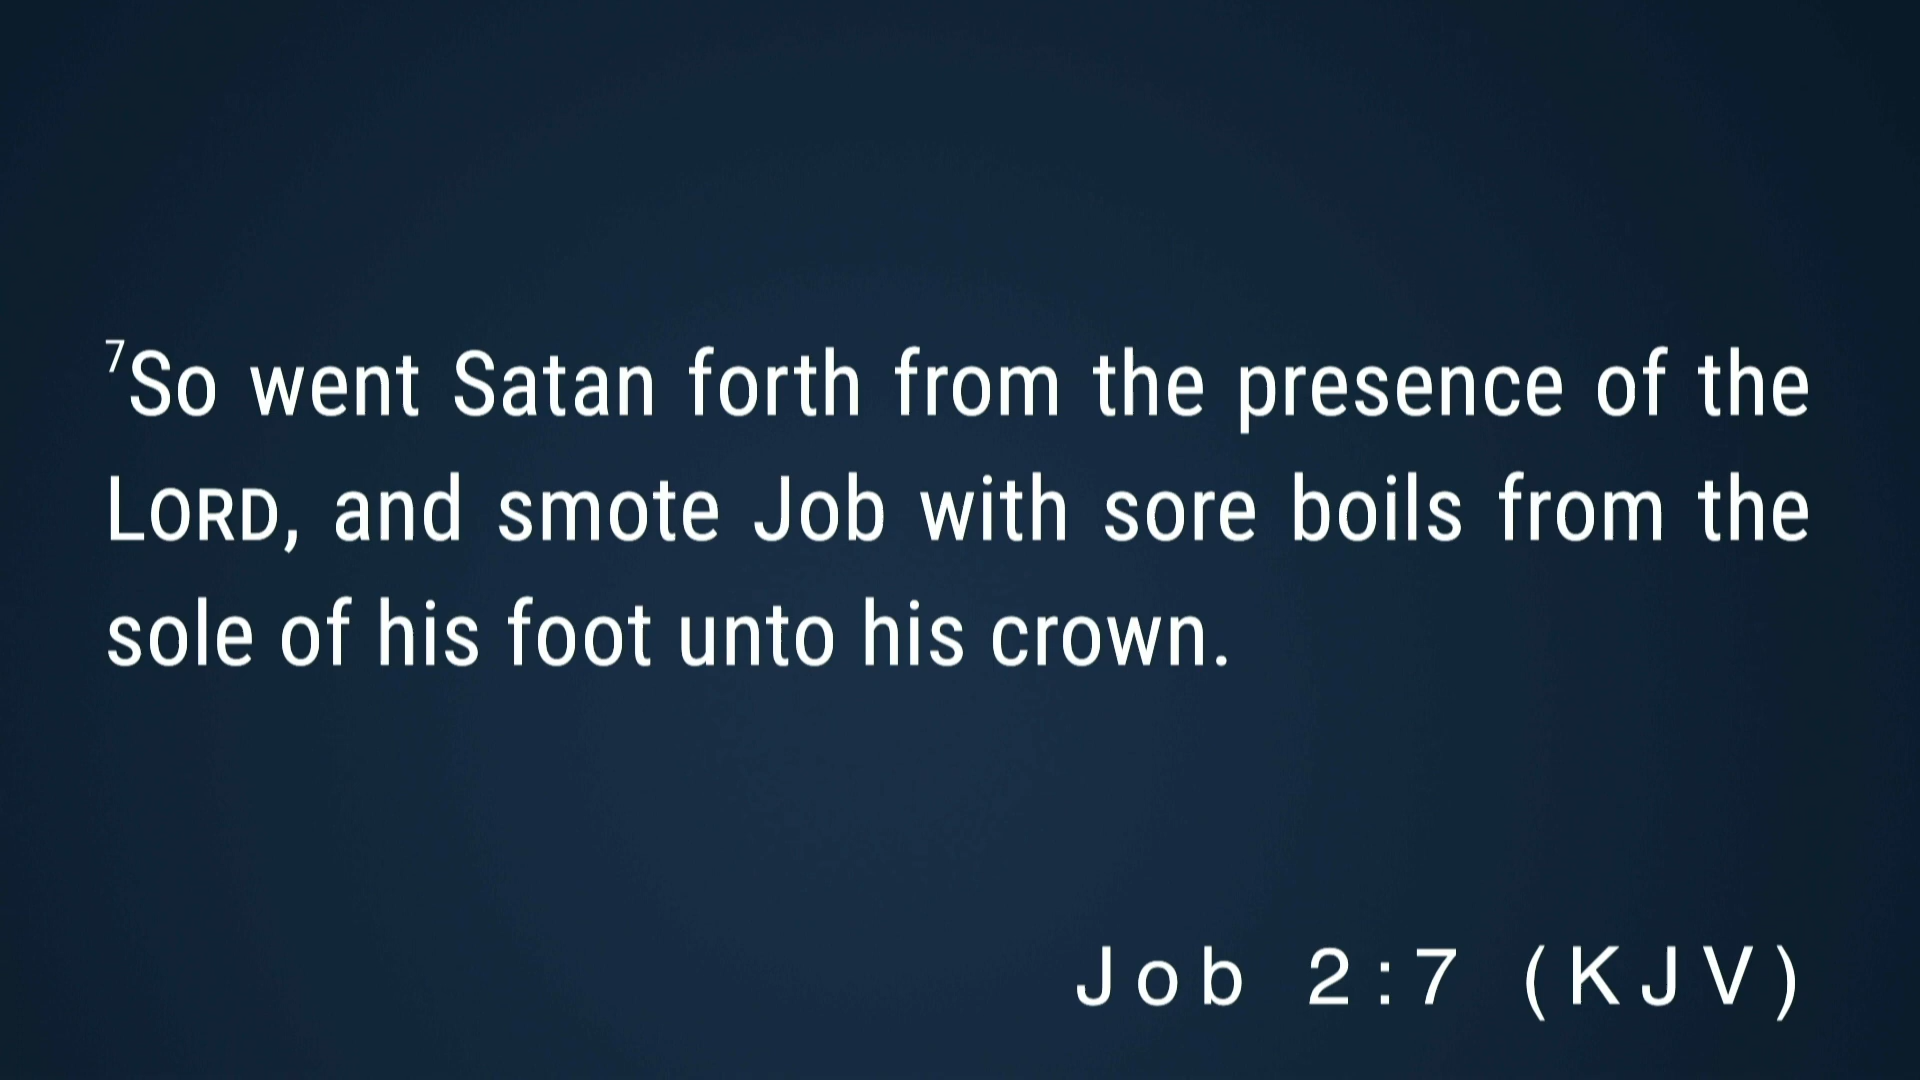 ⁷So went Satan forth from the presence of the
LORD, and smote Job with sore boils from the
sole of his foot unto his crown.
Job 2:7 (KJV)